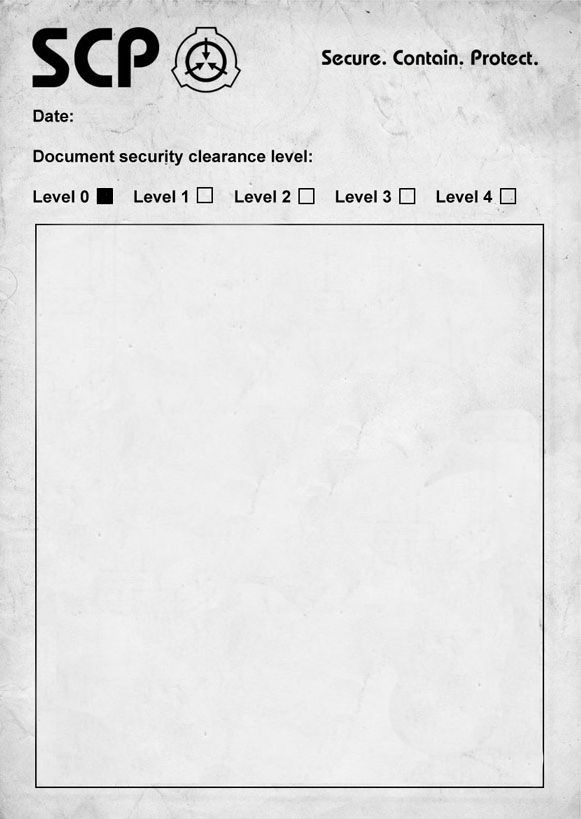 SCP Secure. Contain. Protect.
Date:
Document security clearance level:
Level 0 Level 1 Level 2 Level 3 Level 4